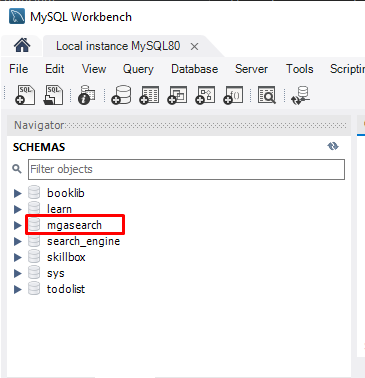 MySQL Workbench
Local instance MySQL80
File Edit View Query Database Server Tools Scripting
SQL SQL
Navigator
SCHEMAS
Filter objects
booklib
learn
mgasearch
search_engine
skillbox
sys
todolist